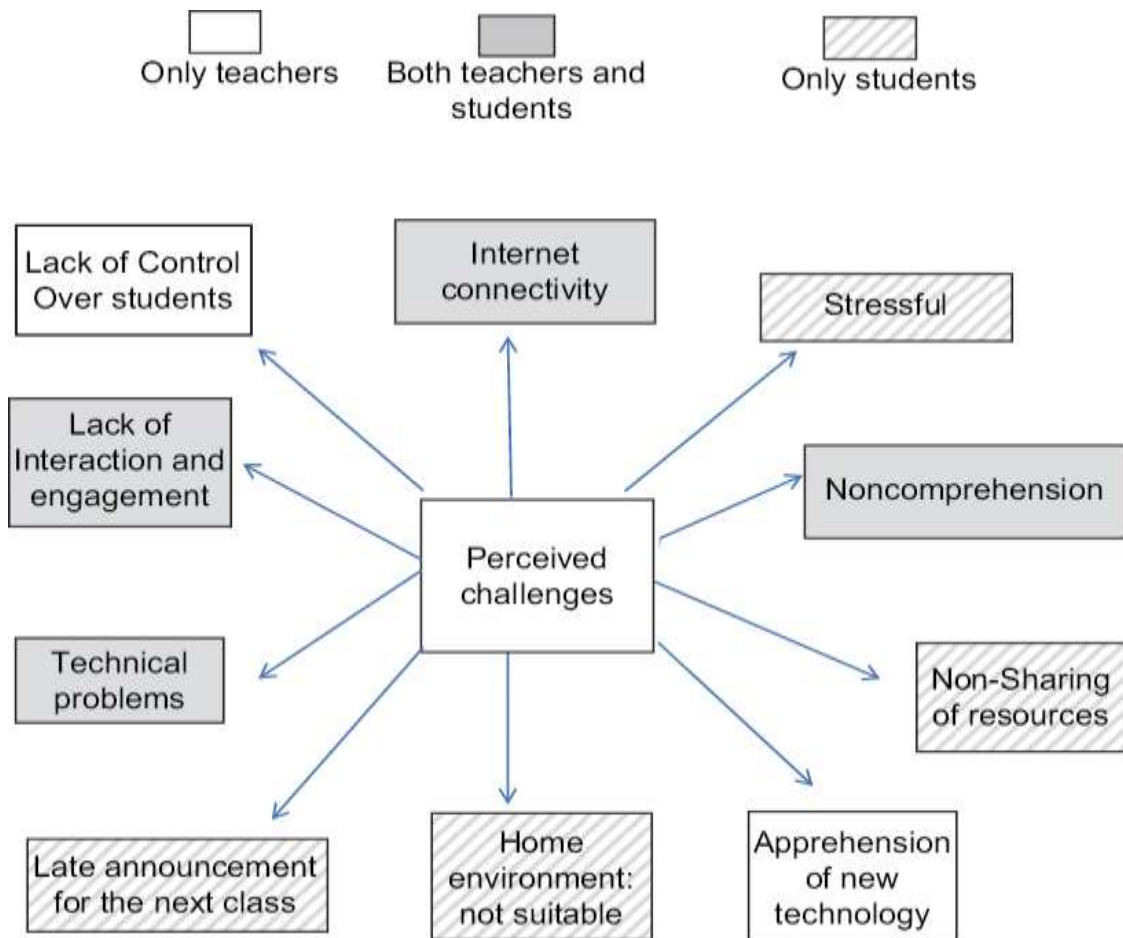 Only teachers
Both teachers and
students
Only students
Lack of Control
Over students
Internet
connectivity
Stressful
Lack of
Interaction and
engagement
Noncomprehension
Perceived
challenges
Technical
problems
Non-Sharing
of resources
Late announcement
for the next class
Home
environment:
not suitable
Apprehension
of new
technology